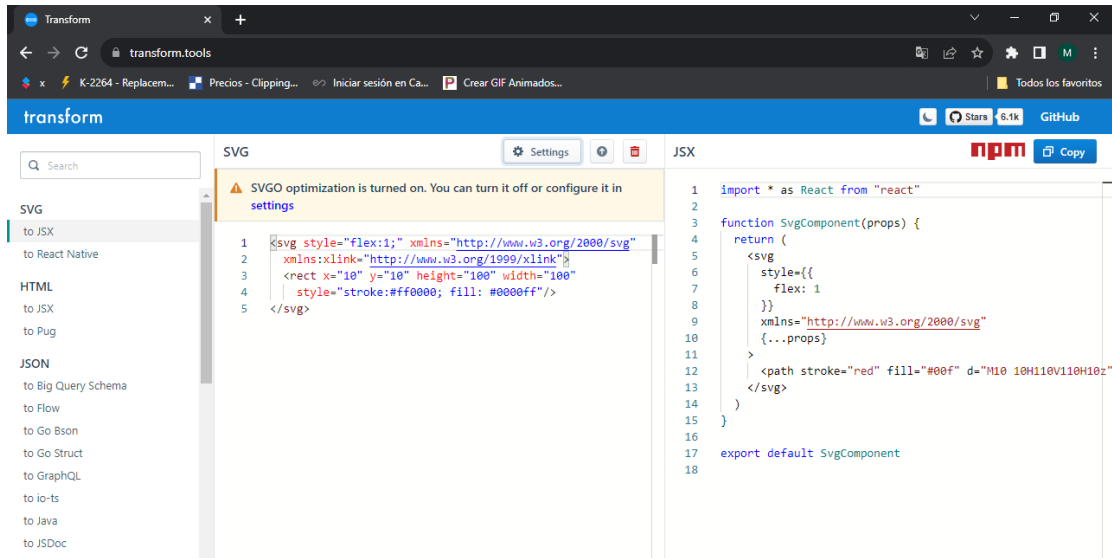 Transform
transform.tools
x
K-2264 - Replacem...
Precios - Clipping...
Iniciar sesión en Ca...
Crear GIF Animados...
Todos los favoritos
M
transform
Stars
6.1k
GitHub
Search
SVG
to JSX
to React Native
HTML
to JSX
to Pug
JSON
to Big Query Schema
to Flow
to Go Bson
to Go Struct
to GraphQL
to io-ts
to Java
to JSDoc
SVG
Settings
SVGO optimization is turned on. You can turn it off or configure it in
settings
1 <svg style="flex:1;" xmlns="http://www.w3.org/2000/svg"
2 xmlns:xlink="http://www.w3.org/1999/xlink">
3 <rect x="10" y="10" height="100" width="100"
4 style="stroke:#ff0000; fill: #0000ff"/>
5 </svg>
JSX
npm
Copy
1 import * as React from "react"
2
3 function SvgComponent(props) {
4 return (
5 <svg
6 style={{
7 flex: 1
8 }}
9 xmlns="http://www.w3.org/2000/svg"
10 {...props}
11 >
12 <path stroke="red" fill="#00f" d="M10 10H110V110H10z"
13 </svg>
14 )
15 }
16
17 export default SvgComponent
18